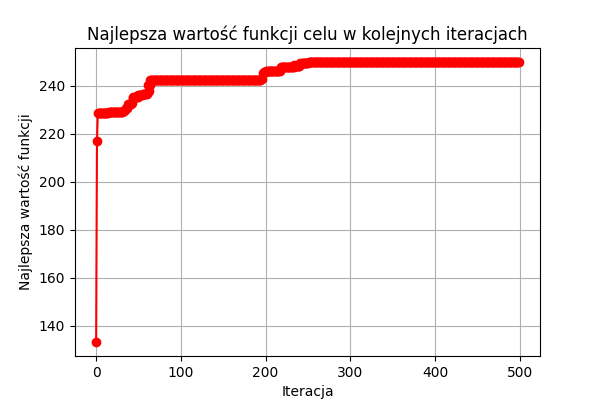 Najlepsza wartość funkcji celu w kolejnych iteracjach
Najlepsza wartość funkcji
240
220
200
180
160
140
0 100 200 300 400 500
Iteracja